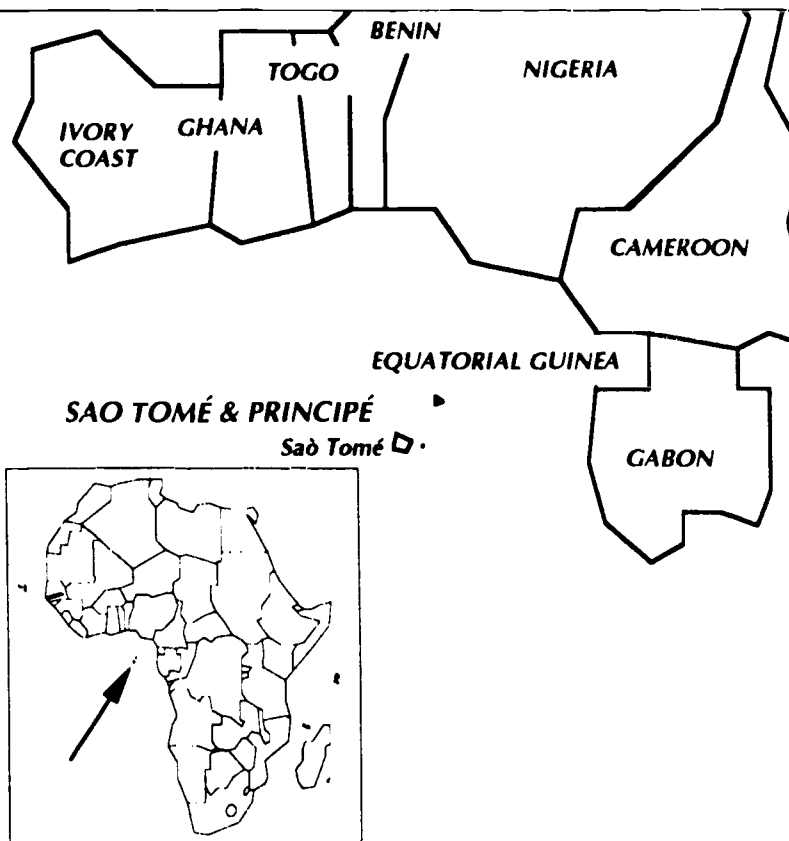 BENIN
TOGO
NIGERIA
IVORY
COAST
GHANA
CAMEROON
EQUATORIAL GUINEA
SAO TOMÉ & PRINCIPÉ
Saò Tomé
GABON